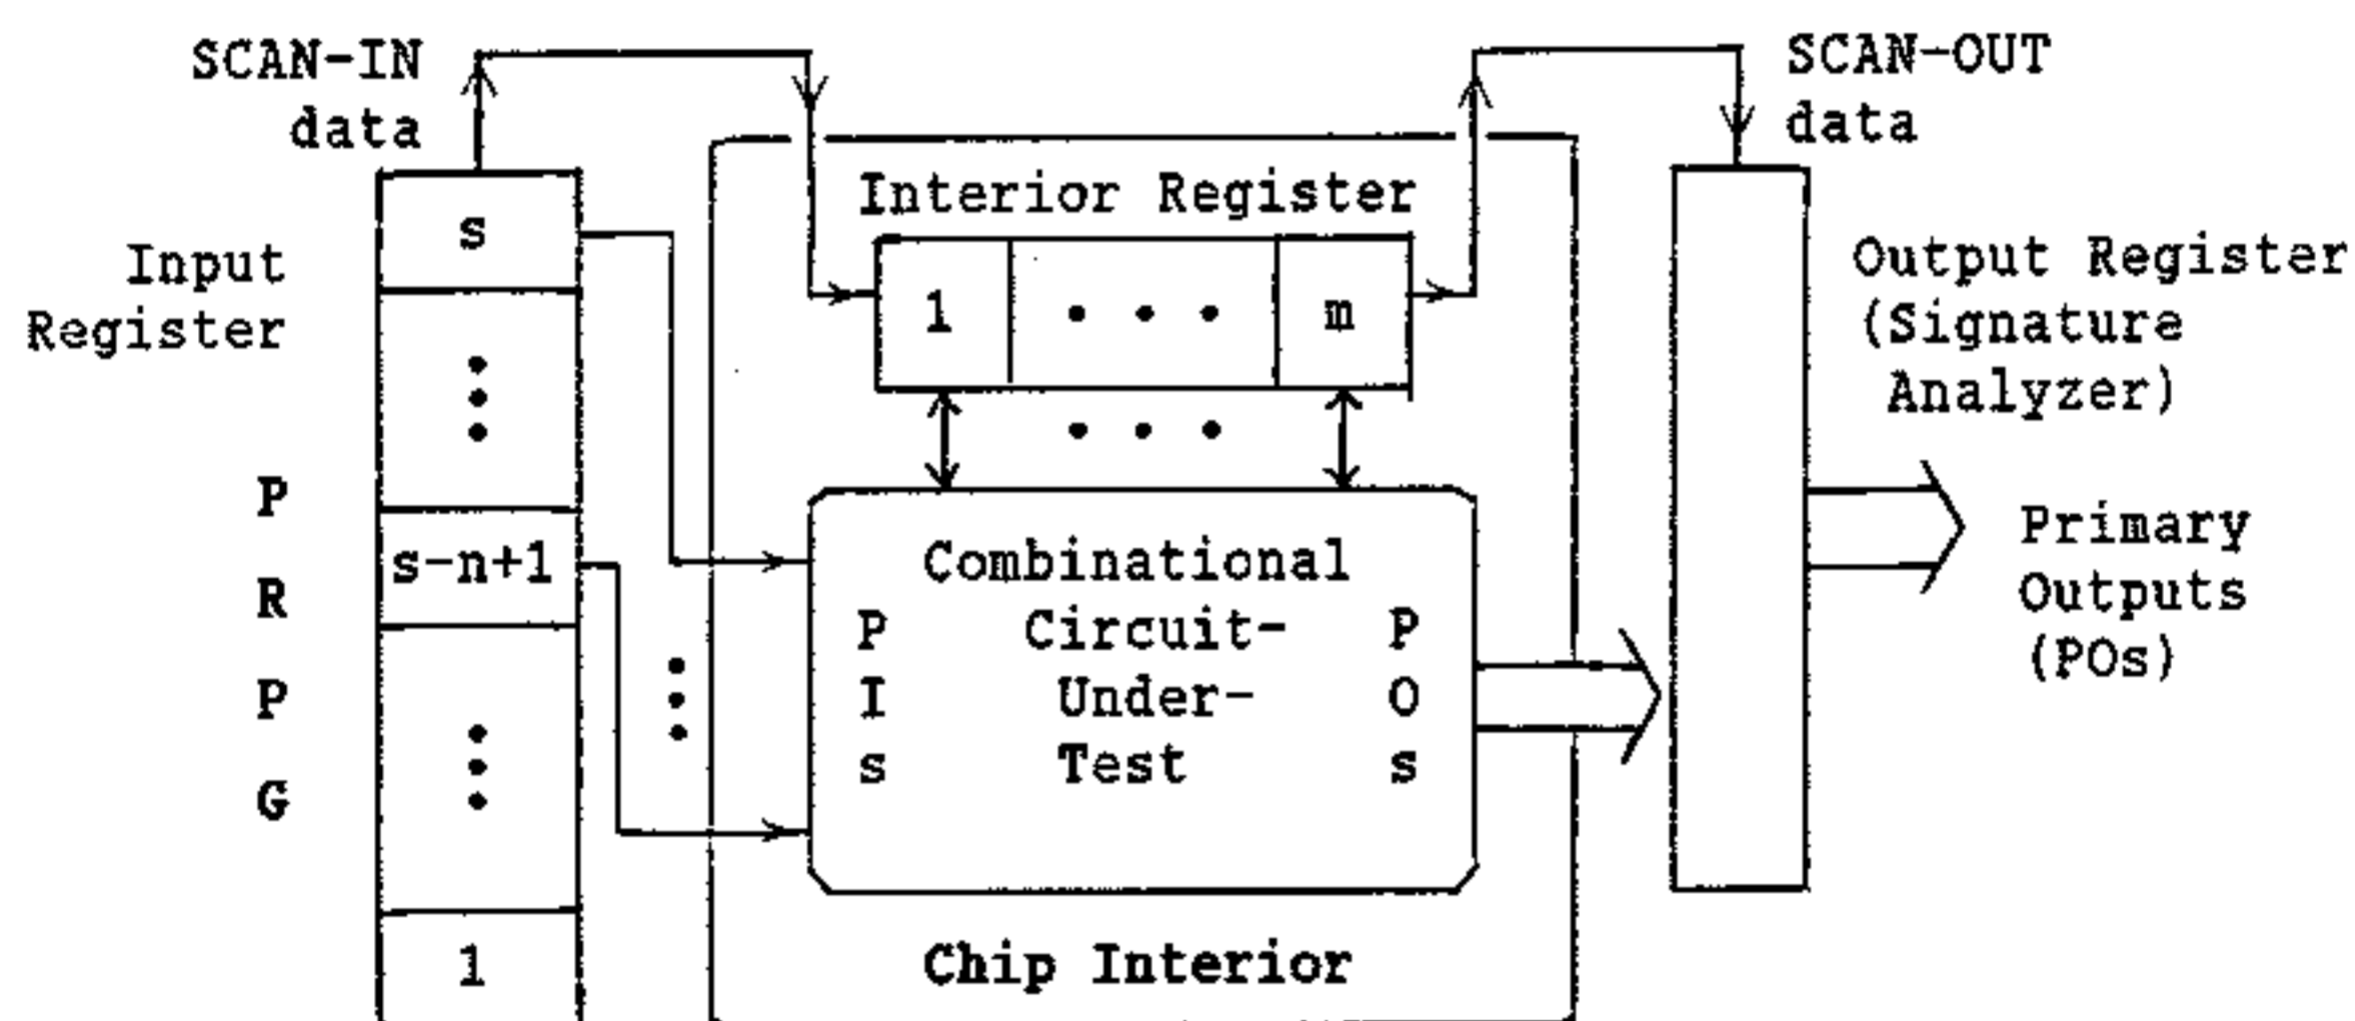 SCAN-IN
data
SCAN-OUT
data
Interior Register
s
Input
Register
1
m
Output Register
(Signature
Analyzer)
P
R
P
G
s-n+1
Combinational
Circuit-
Under-
Test
P
I
s
P
O
s
Primary
Outputs
(POs)
1
Chip Interior